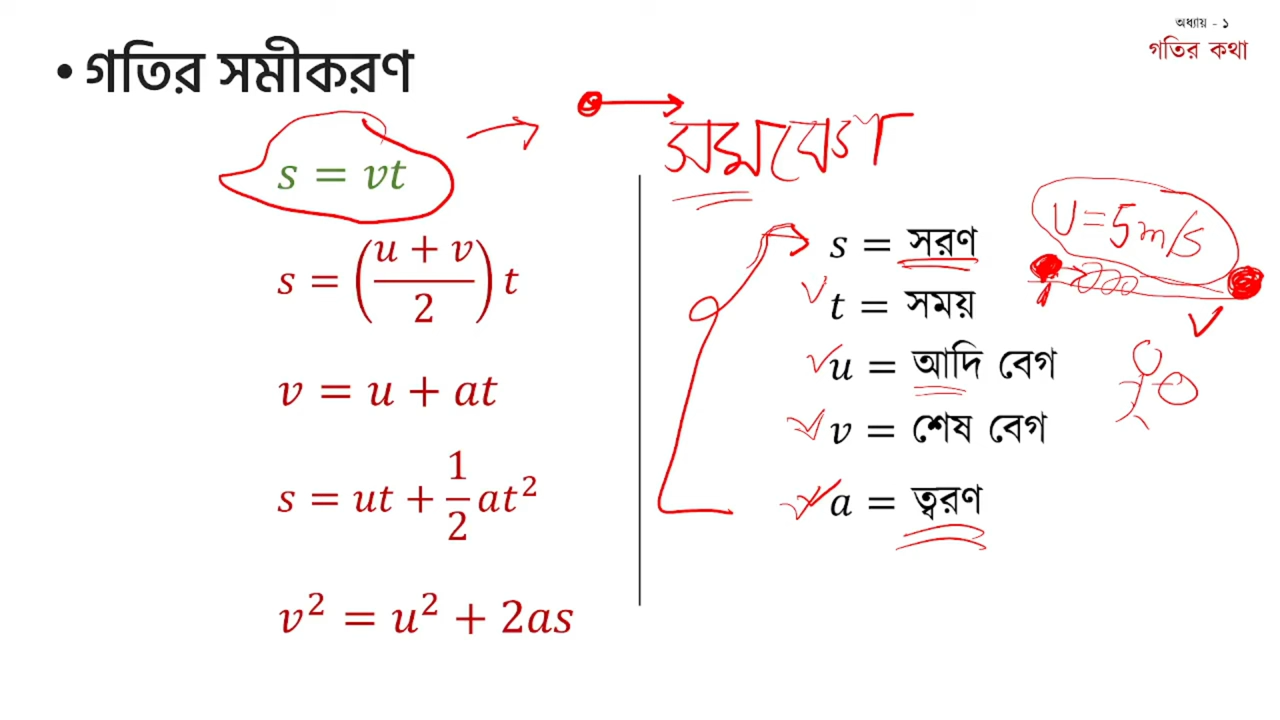 অধ্যায় - ১
গতির কথা
• গতির সমীকরণ
s = vt
সমবেগ
s = ((u + v)/2) t
v = u + at
s = ut + 1/2 at²
v² = u² + 2as
s = সরণ
t = সময়
u = আদি বেগ
v = শেষ বেগ
a = ত্বরণ
U = 5 m/s